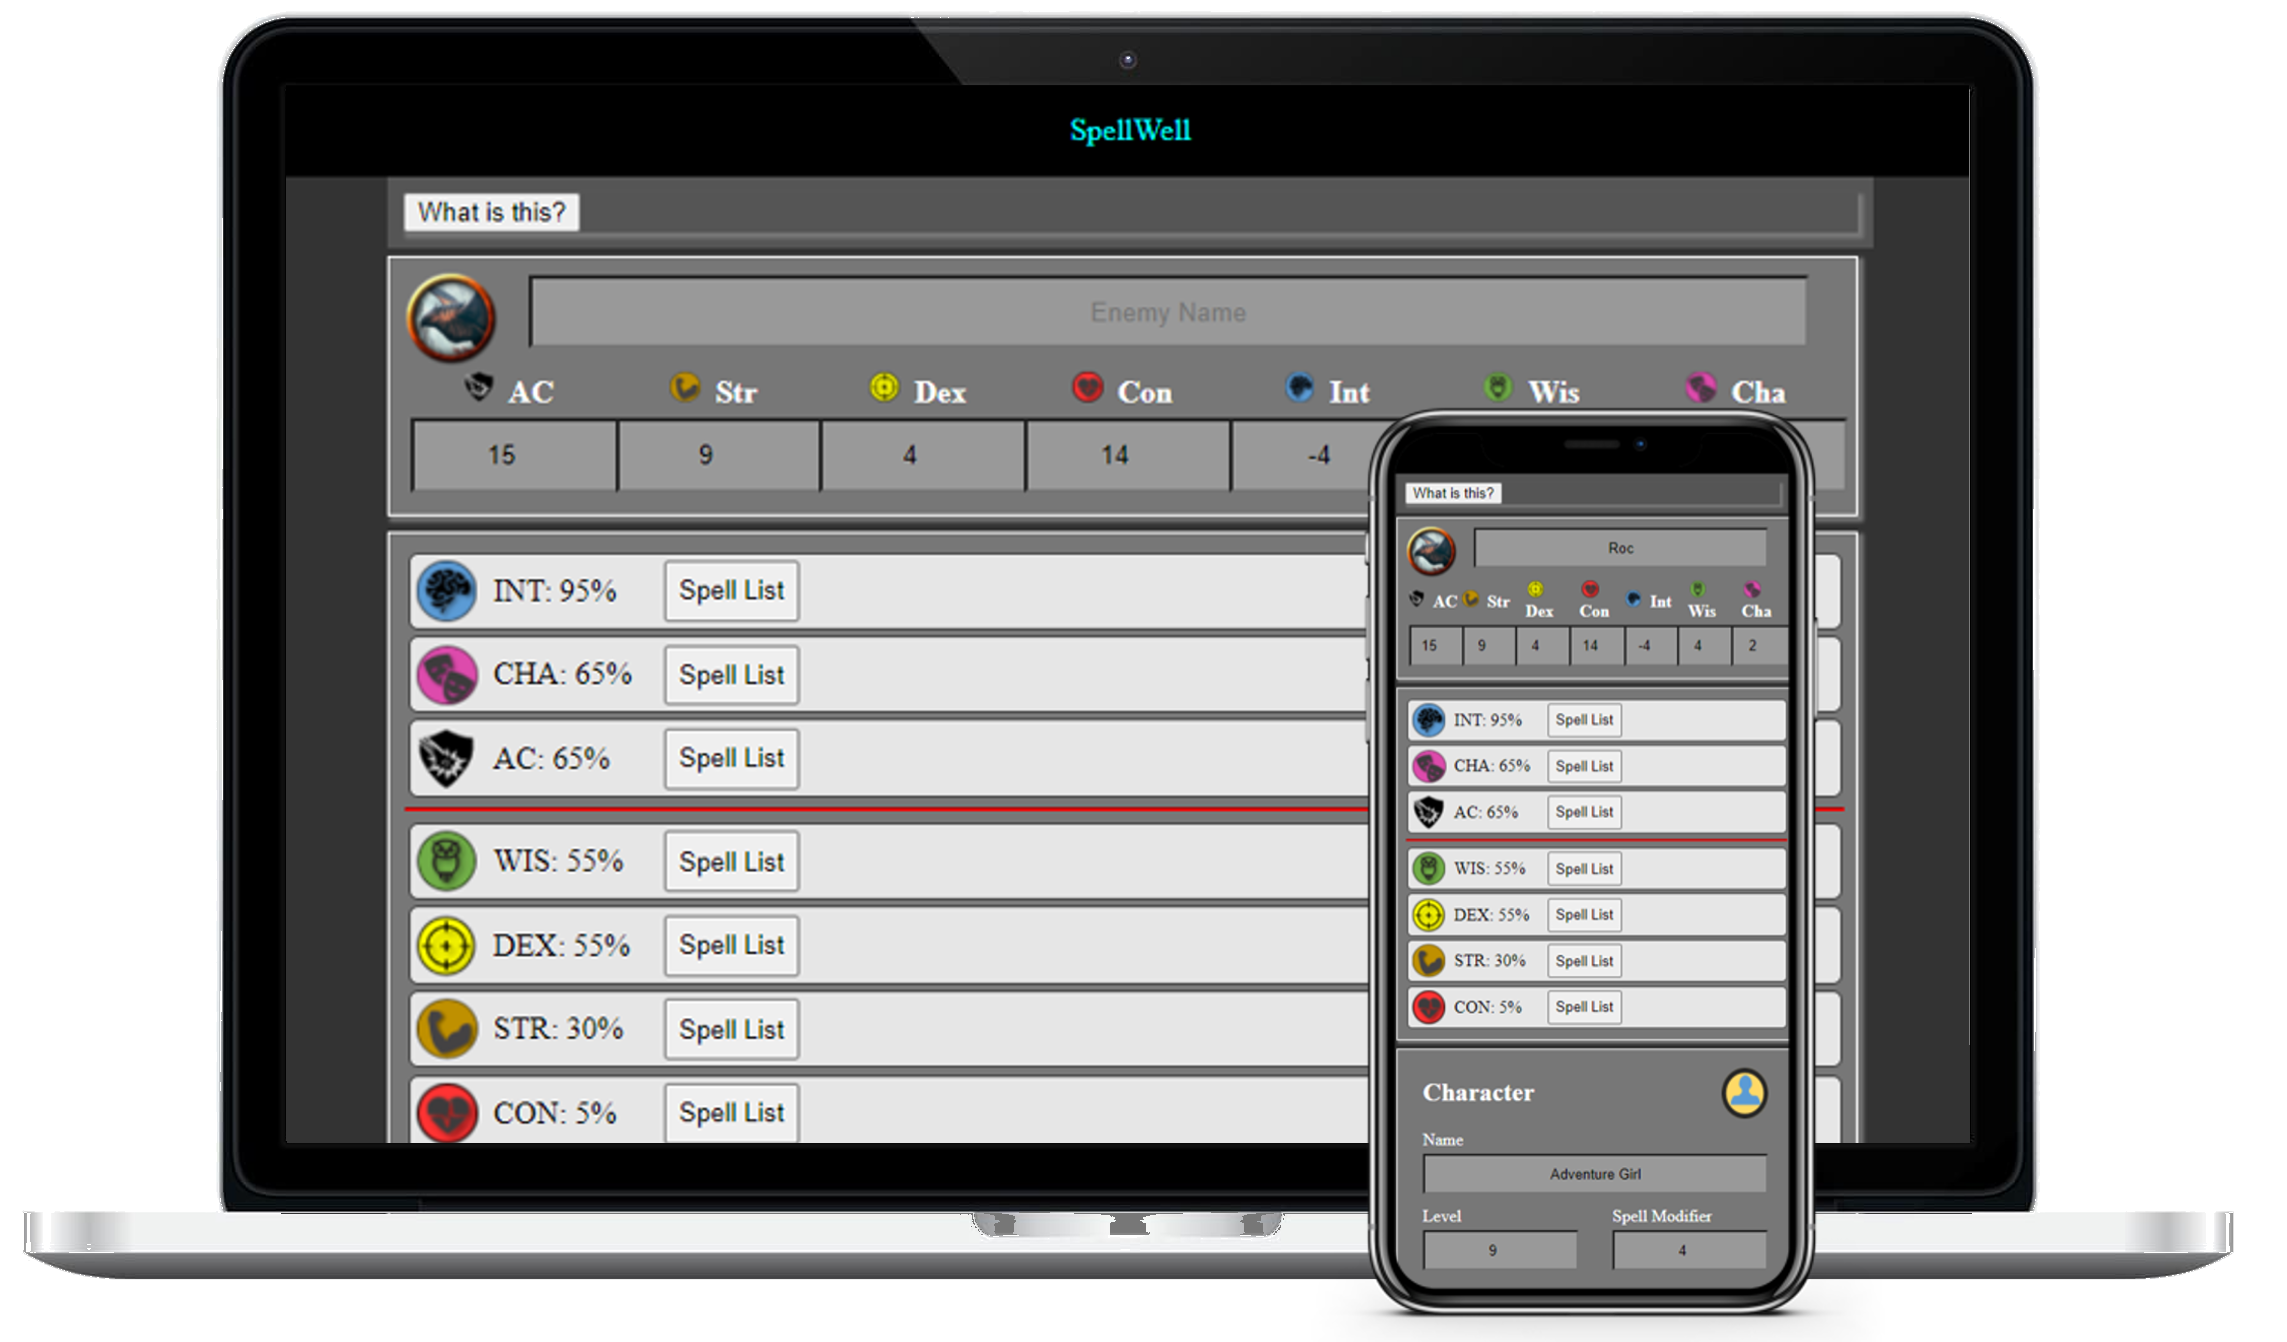 SpellWell
What is this?
Enemy Name
AC Str Dex Con Int Wis Cha
15 9 4 14 -4
INT: 95% Spell List
CHA: 65% Spell List
AC: 65% Spell List
WIS: 55% Spell List
DEX: 55% Spell List
STR: 30% Spell List
CON: 5% Spell List
What is this?
Roc
AC Str Dex Con Int Wis Cha
15 9 4 14 -4 4 2
INT: 95% Spell List
CHA: 65% Spell List
AC: 65% Spell List
WIS: 55% Spell List
DEX: 55% Spell List
STR: 30% Spell List
CON: 5% Spell List
Character
Name
Adventure Girl
Level Spell Modifier
9 4